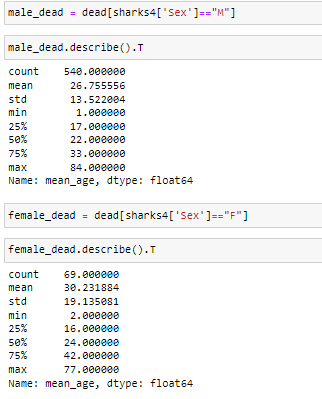 male_dead = dead[sharks4['Sex']=="M"]
male_dead.describe().T
count    540.000000
mean      26.755556
std       13.522004
min        1.000000
25%       17.000000
50%       22.000000
75%       33.000000
max       84.000000
Name: mean_age, dtype: float64
female_dead = dead[sharks4['Sex']=="F"]
female_dead.describe().T
count    69.000000
mean     30.231884
std      19.135081
min       2.000000
25%      16.000000
50%      24.000000
75%      42.000000
max      77.000000
Name: mean_age, dtype: float64